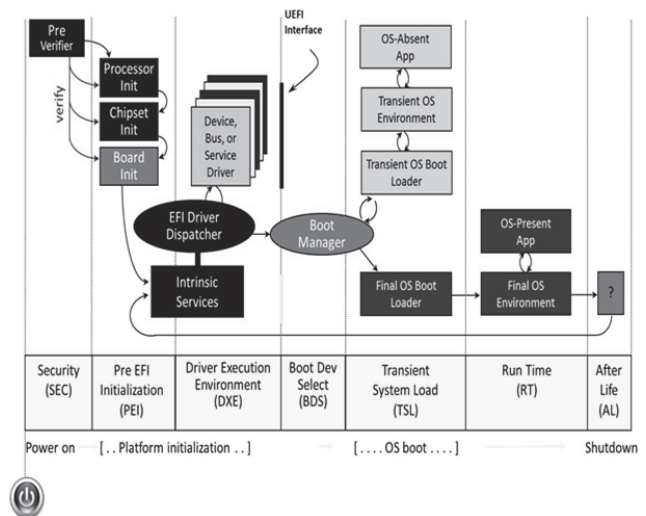 UEFI
Interface
Pre
Verifier
verify
Processor
Init
Chipset
Init
Board
Init
Device,
Bus, or
Service
Driver
EFI Driver
Dispatcher
Intrinsic
Services
Boot
Manager
OS-Absent
App
Transient OS
Environment
Transient OS Boot
Loader
Final OS Boot
Loader
OS-Present
App
Final OS
Environment
?
Security
(SEC)
Pre EFI
Initialization
(PEI)
Driver Execution
Environment
(DXE)
Boot Dev
Select
(BDS)
Transient
System Load
(TSL)
Run Time
(RT)
After
Life
(AL)
Power on
[ . . Platform initialization . . ]
[ . . . . OS boot . . . . ]
Shutdown